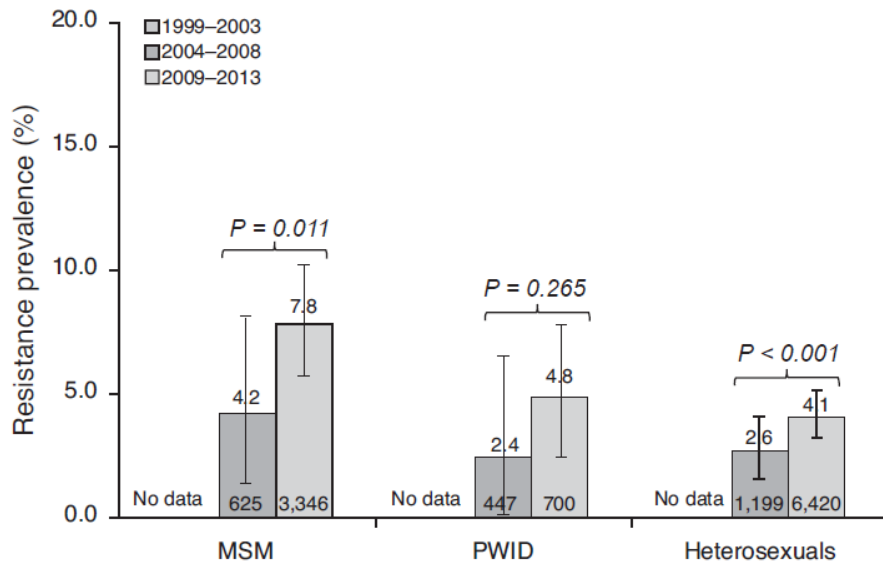 Resistance prevalence (%)
20.0
15.0
10.0
5.0
0.0
1999–2003
2004–2008
2009–2013
P = 0.011
7.8
4.2
No data
625
3,346
MSM
P = 0.265
4.8
2.4
No data
447
700
PWID
P < 0.001
4.1
2.6
No data
1,199
6,420
Heterosexuals